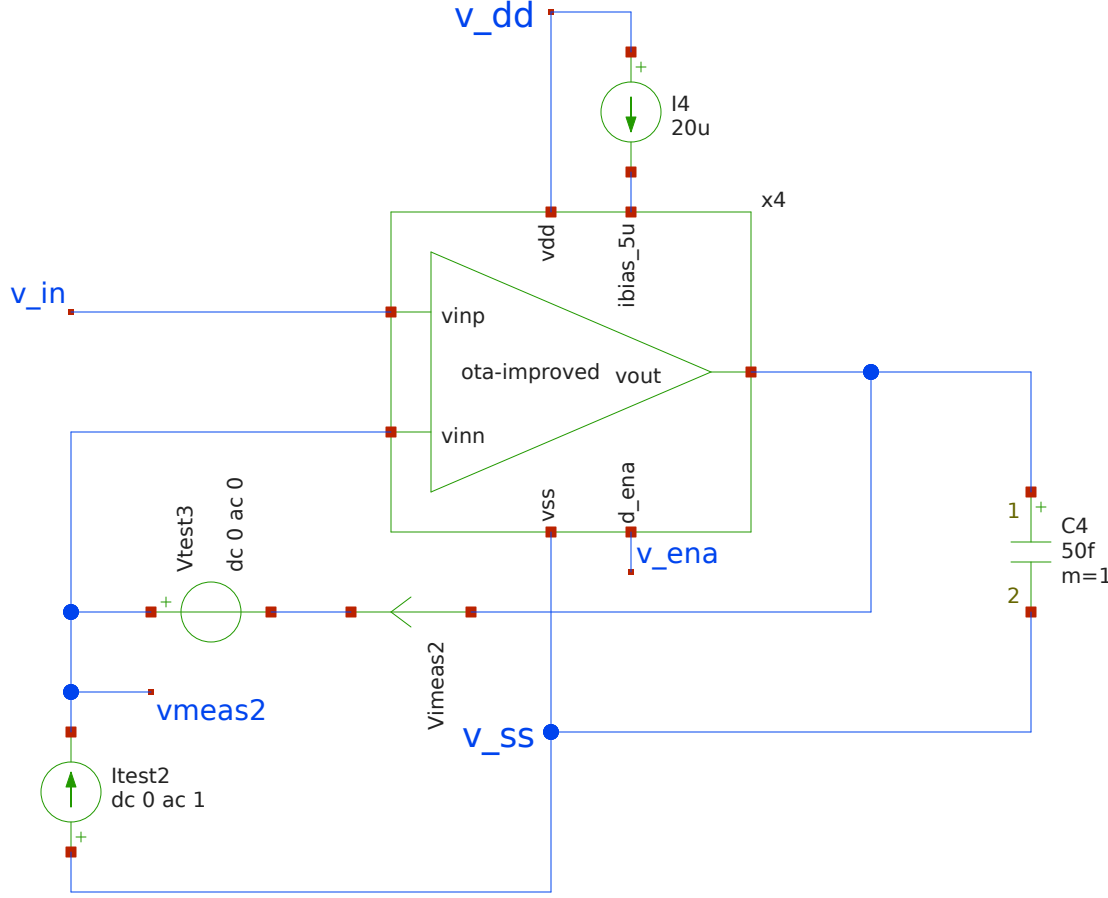 v_dd
+
I4
20u
x4
vdd
ibias_5u
v_in
vinp
ota-improved
vout
vinn
vss
d_ena
v_ena
Vtest3
dc 0 ac 0
+
1
+
C4
50f
m=1
2
Vimeas2
vmeas2
v_ss
Itest2
dc 0 ac 1
+